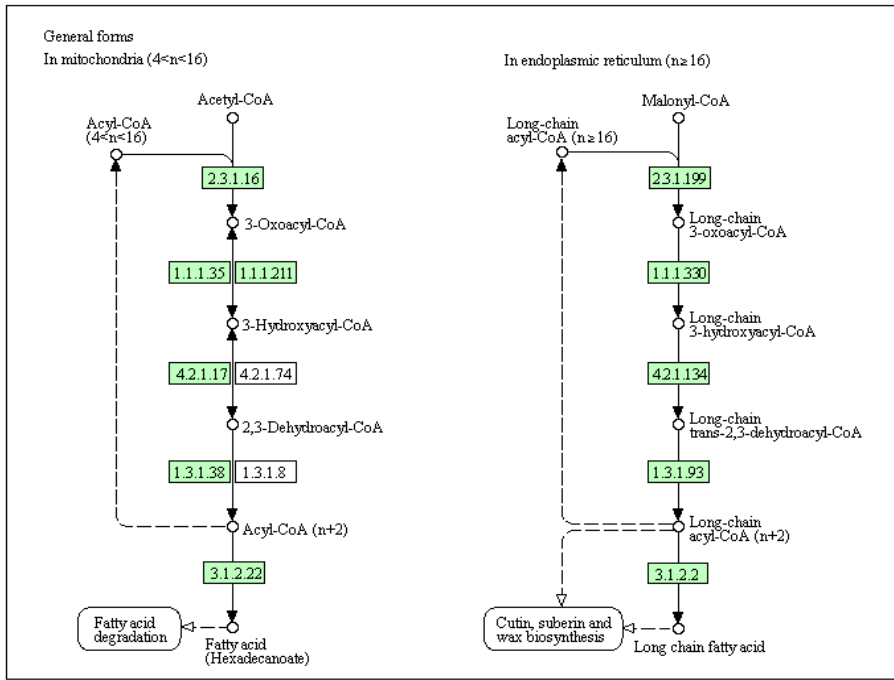 General forms
In mitochondria (4<n<16)
Acetyl-CoA
Acyl-CoA
(4<n<16)
2.3.1.16
3-Oxoacyl-CoA
1.1.1.35
1.1.1.211
3-Hydroxyacyl-CoA
4.2.1.17
4.2.1.74
2,3-Dehydroacyl-CoA
1.3.1.38
1.3.1.8
Acyl-CoA (n+2)
3.1.2.22
Fatty acid
degradation
Fatty acid
(Hexadecanoate)
In endoplasmic reticulum (n≥16)
Malonyl-CoA
Long-chain
acyl-CoA (n≥16)
2.3.1.199
Long-chain
3-oxoacyl-CoA
1.1.1.330
Long-chain
3-hydroxyacyl-CoA
4.2.1.134
Long-chain
trans-2,3-dehydroacyl-CoA
1.3.1.93
Long-chain
acyl-CoA (n+2)
3.1.2.2
Cutin, suberin and
wax biosynthesis
Long chain fatty acid